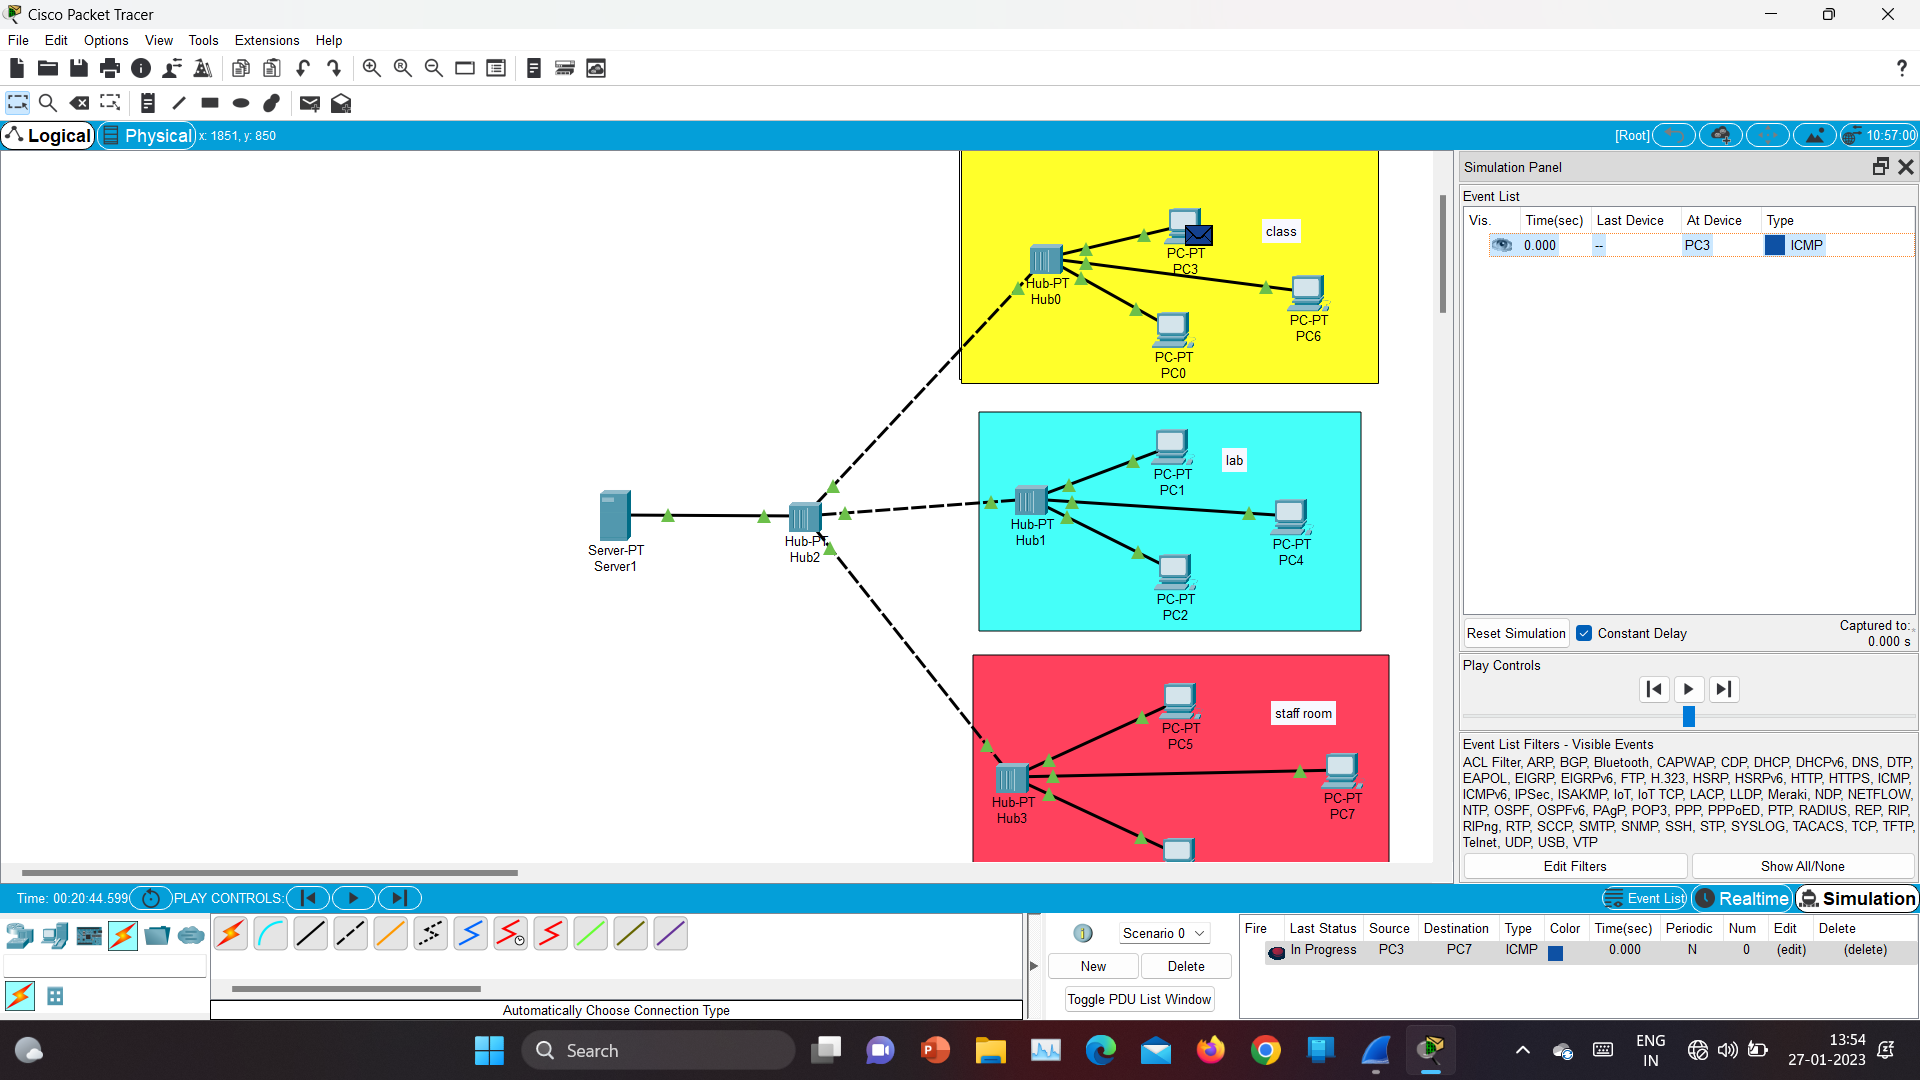 Cisco Packet Tracer
File Edit Options View Tools Extensions Help
?
Logical Physical x: 1851, y: 850 [Root] 10:57:00
class
PC-PT
PC3
Hub-PT
Hub0
PC-PT
PC6
PC-PT
PC0
lab
PC-PT
PC1
Hub-PT
Hub1
PC-PT
PC4
PC-PT
PC2
Server-PT
Server1
Hub-PT
Hub2
staff room
PC-PT
PC5
Hub-PT
Hub3
PC-PT
PC7
Simulation Panel
Event List
Vis. Time(sec) Last Device At Device Type
0.000 -- PC3 ICMP
Reset Simulation Constant Delay Captured to:
0.000 s
Play Controls
Event List Filters - Visible Events
ACL Filter, ARP, BGP, Bluetooth, CAPWAP, CDP, DHCP, DHCPv6, DNS, DTP,
EAPOL, EIGRP, EIGRPv6, FTP, H.323, HSRP, HSRPv6, HTTP, HTTPS, ICMP,
ICMPv6, IPSec, ISAKMP, IoT, IoT TCP, LACP, LLDP, Meraki, NDP, NETFLOW,
NTP, OSPF, OSPFv6, PAgP, POP3, PPP, PPPoED, PTP, RADIUS, REP, RIP,
RIPng, RTP, SCCP, SMTP, SNMP, SSH, STP, SYSLOG, TACACS, TCP, TFTP,
Telnet, UDP, USB, VTP
Edit Filters Show All/None
Time: 00:20:44.599 PLAY CONTROLS: Event List Realtime Simulation
Scenario 0
New Delete
Toggle PDU List Window
Automatically Choose Connection Type
Fire Last Status Source Destination Type Color Time(sec) Periodic Num Edit Delete
In Progress PC3 PC7 ICMP 0.000 N 0 (edit) (delete)
Search
ENG
IN
13:54
27-01-2023